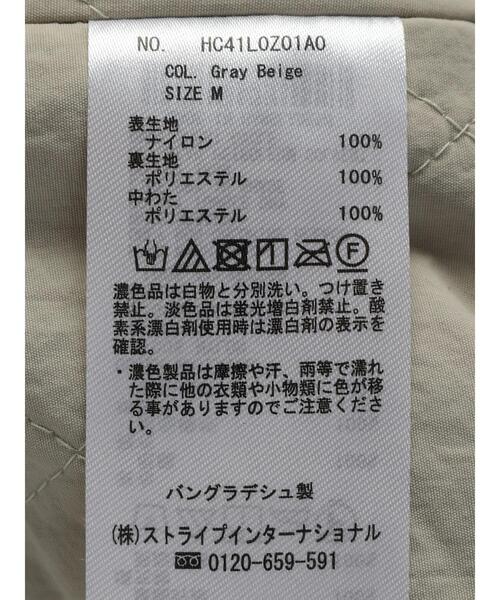 NO. HC41L0Z01A0
COL. Gray Beige
SIZE M
表生地
ナイロン 100%
裏生地
ポリエステル 100%
中わた
ポリエステル 100%
濃色品は白物と分別洗い。つけ置き
禁止。淡色品は蛍光増白剤禁止。酸
素系漂白剤使用時は漂白剤の表示を
確認。
・濃色製品は摩擦や汗、雨等で濡れ
た際に他の衣類や小物類に色が移
る事がありますのでご注意くださ
い。
バングラデシュ製
(株)ストライプインターナショナル
0120-659-591